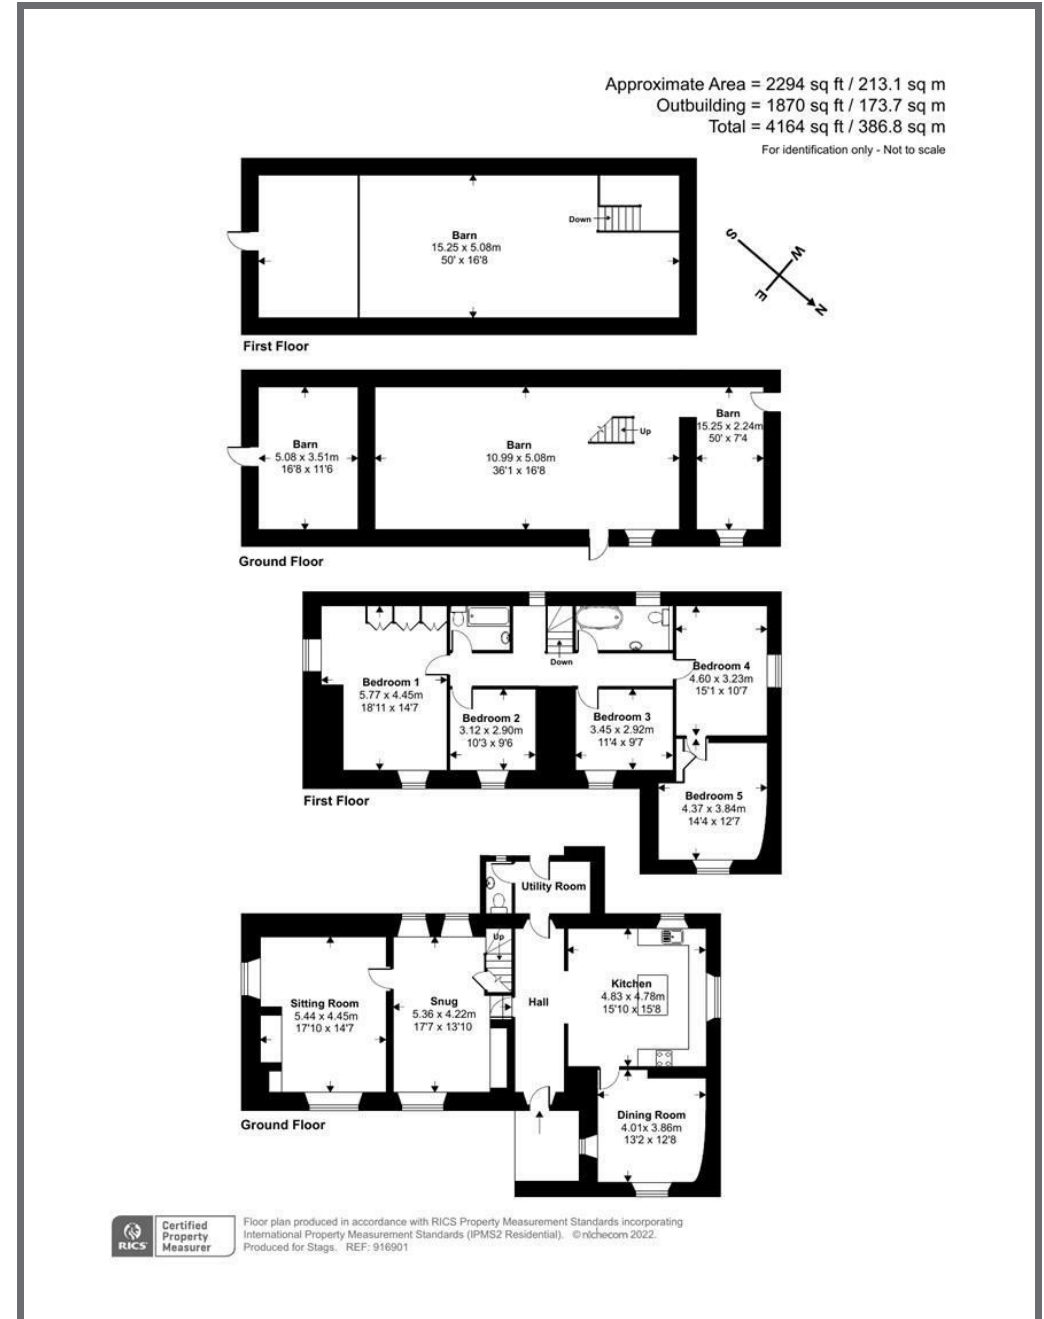 Approximate Area = 2294 sq ft / 213.1 sq m
Outbuilding = 1870 sq ft / 173.7 sq m
Total = 4164 sq ft / 386.8 sq m
For identification only - Not to scale
Down
Barn
15.25 x 5.08m
50' x 16'8
S
W
E
N
First Floor
Barn
5.08 x 3.51m
16'8 x 11'6
Barn
10.99 x 5.08m
36'1 x 16'8
Up
Barn
15.25 x 2.24m
50' x 7'4
Ground Floor
Down
Bedroom 1
5.77 x 4.45m
18'11 x 14'7
Bedroom 2
3.12 x 2.90m
10'3 x 9'6
Bedroom 3
3.45 x 2.92m
11'4 x 9'7
Bedroom 4
4.60 x 3.23m
15'1 x 10'7
Bedroom 5
4.37 x 3.84m
14'4 x 12'7
First Floor
Utility Room
Up
Sitting Room
5.44 x 4.45m
17'10 x 14'7
Snug
5.36 x 4.22m
17'7 x 13'10
Hall
Kitchen
4.83 x 4.78m
15'10 x 15'8
Dining Room
4.01x 3.86m
13'2 x 12'8
Ground Floor
RICS
Certified
Property
Measurer
Floor plan produced in accordance with RICS Property Measurement Standards incorporating
International Property Measurement Standards (IPMS2 Residential). © nichecom 2022.
Produced for Stags. REF: 916901